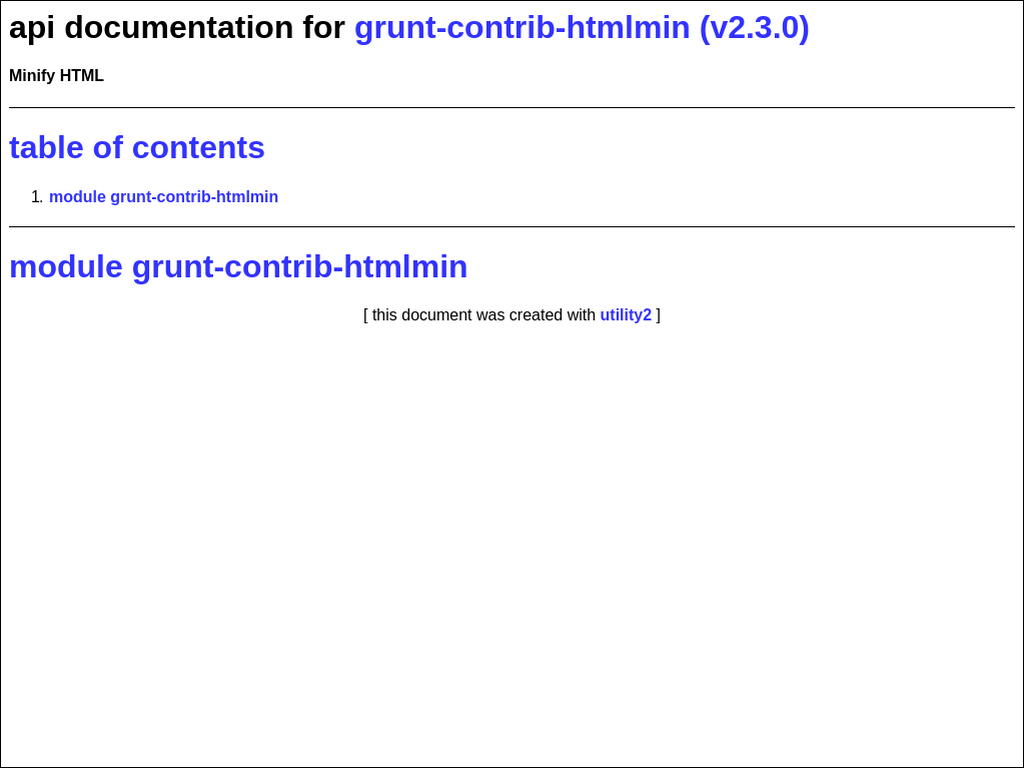 api documentation for grunt-contrib-htmlmin (v2.3.0)
Minify HTML
table of contents
1. module grunt-contrib-htmlmin
module grunt-contrib-htmlmin
[ this document was created with utility2 ]